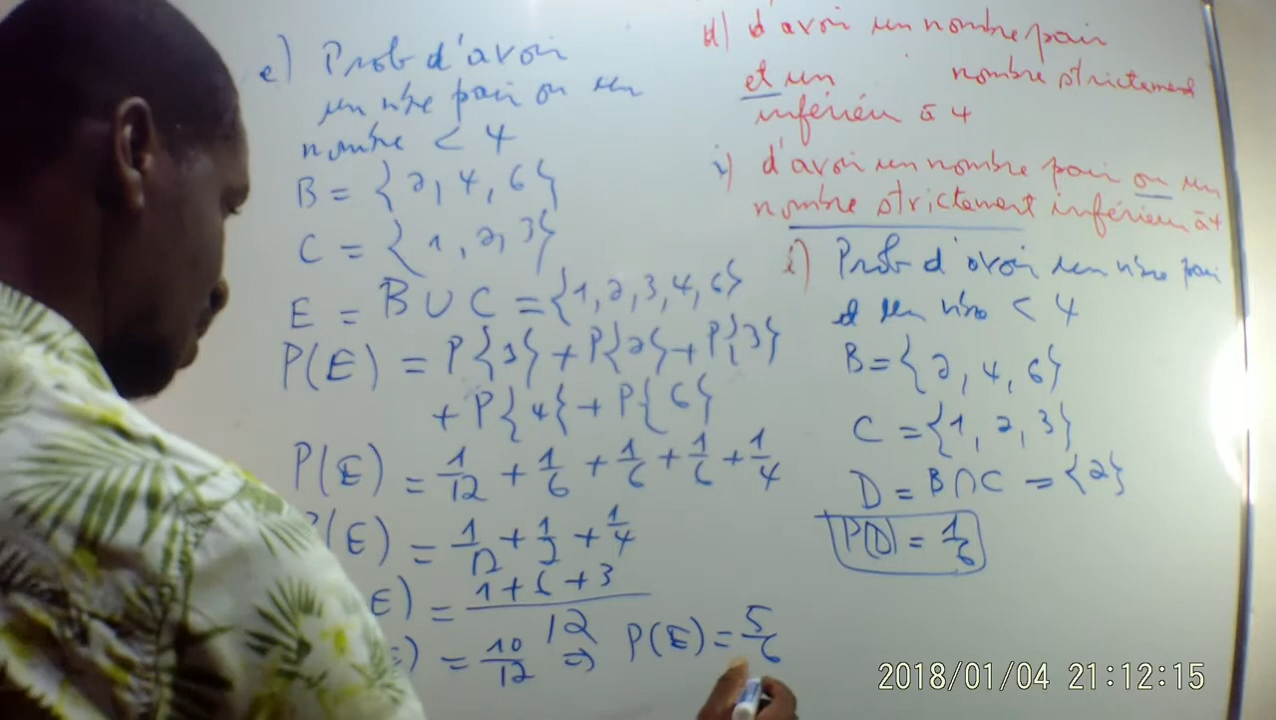 e) Prob d'avoir
un nbre pair ou un
nombre < 4
B = {2, 4, 6}
C = {1, 2, 3}
E = B ∪ C = {1, 2, 3, 4, 6}
P(E) = P{1} + P{2} + P{3}
+ P{4} + P{6}
P(E) = 1/12 + 1/6 + 1/6 + 1/6 + 1/4
P(E) = 1/12 + 1/2 + 1/4
E) = 1 + 6 + 3 / 12
) = 10/12 ⇒ P(E) = 5/6
d) d'avoir un nombre pair
et un nombre strictement
inférieur à 4
i) d'avoir un nombre pair ou un
nombre strictement inférieur à 4
i) Prob d'avoir un nbre pair
et un nbre < 4
B = {2, 4, 6}
C = {1, 2, 3}
D = B ∩ C = {2}
P(D) = 1/6
2018/01/04 21:12:15